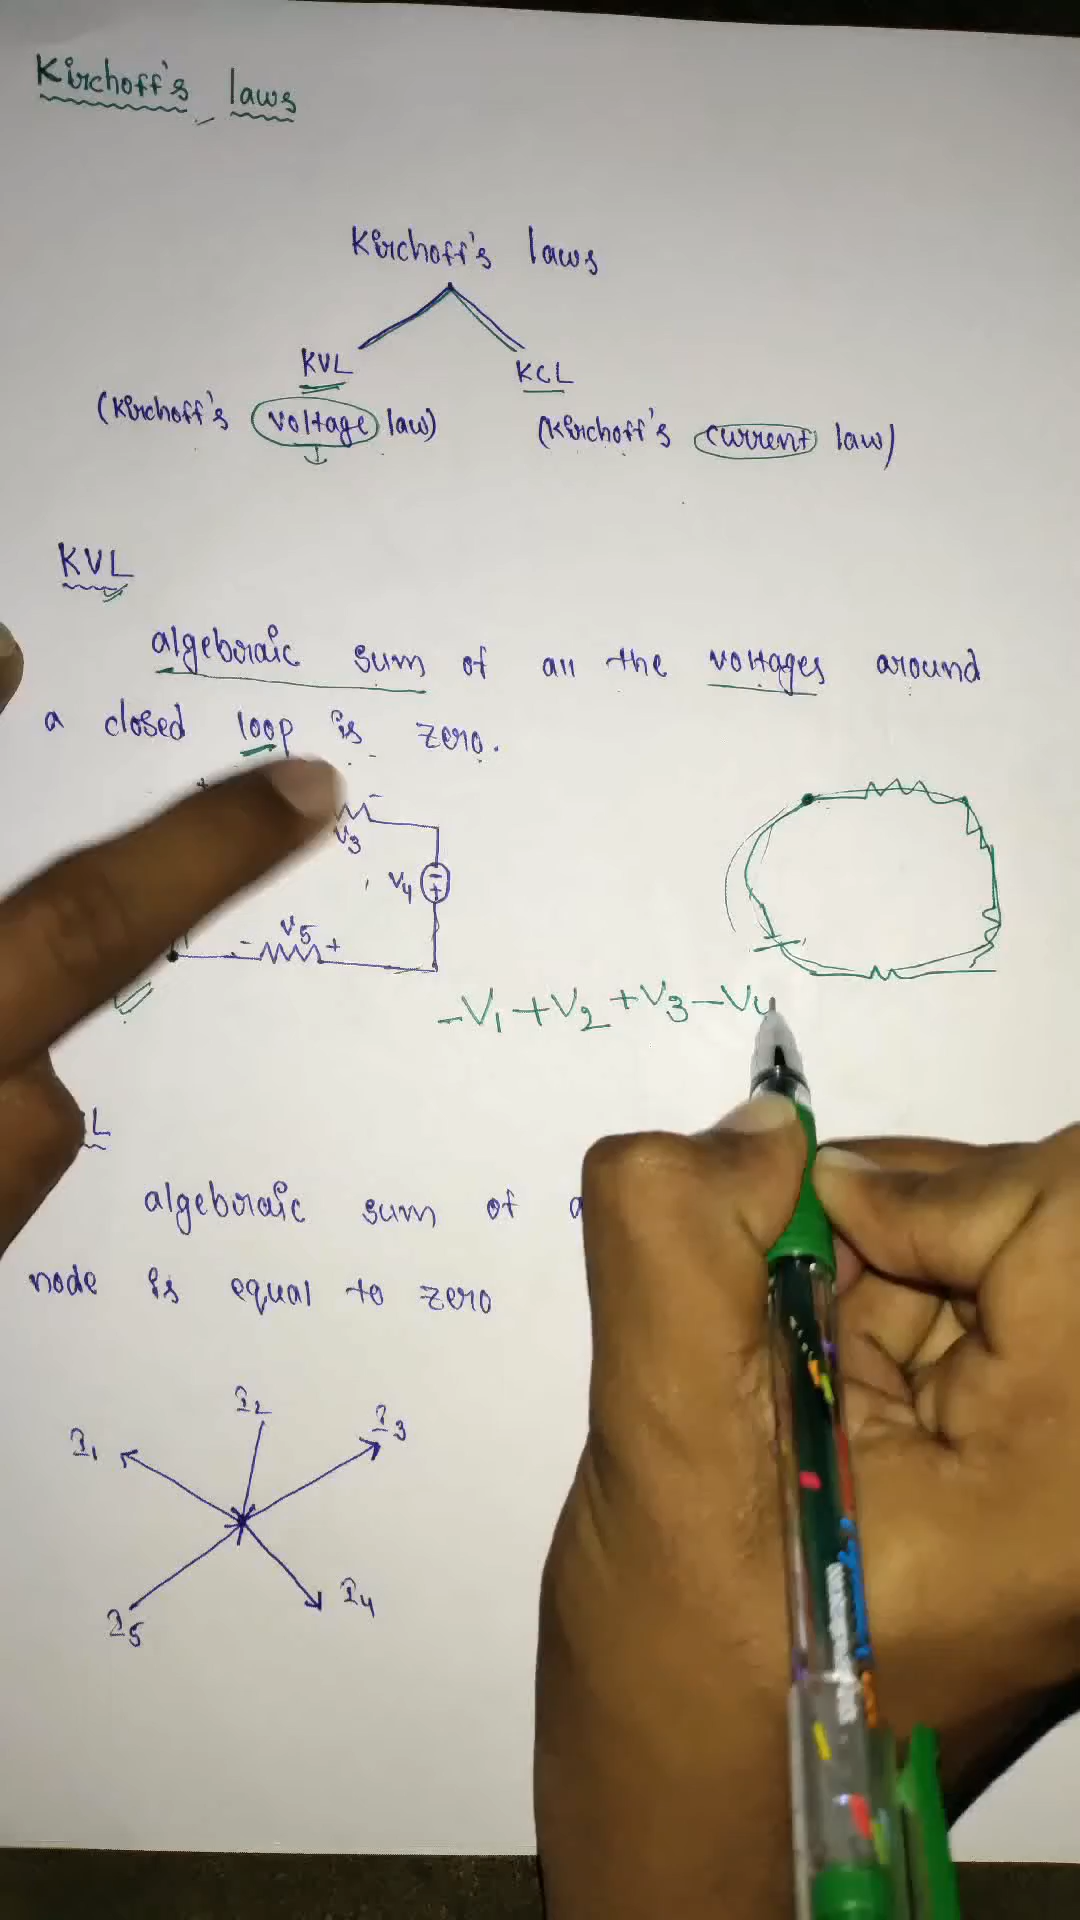 Kirchoff's laws
Kirchoff's laws
KVL KCL
(Kirchoff's voltage law) (Kirchoff's current law)
KVL
algebraic sum of all the voltages around
a closed loop is zero.
+ -
V3
V4 - +
V5
- +
-V1 + V2 + V3 - V4
L
algebraic sum of
node is equal to zero
I2
I1 I3
I4
I5